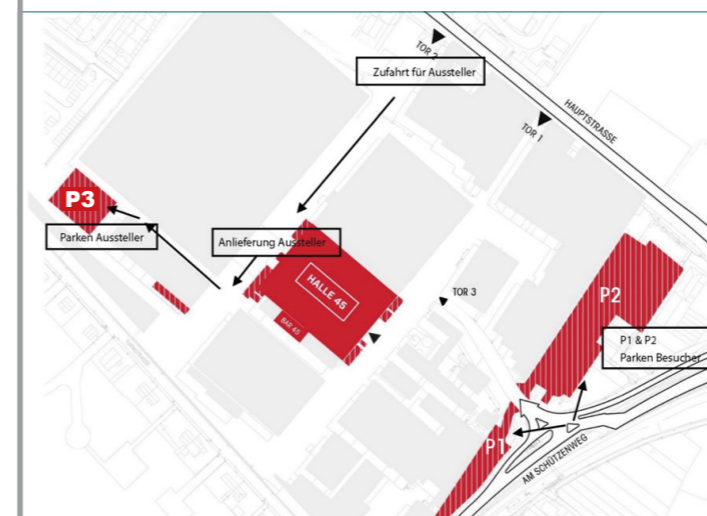 TOR 2
Zufahrt für Aussteller
HAUPTSTRASSE
TOR 1
P3
Parken Aussteller
Anlieferung Aussteller
HALLE 45
BAR 45
TOR 3
P2
P1 & P2
Parken Besucher
P1
AM SCHÜTZENWEG